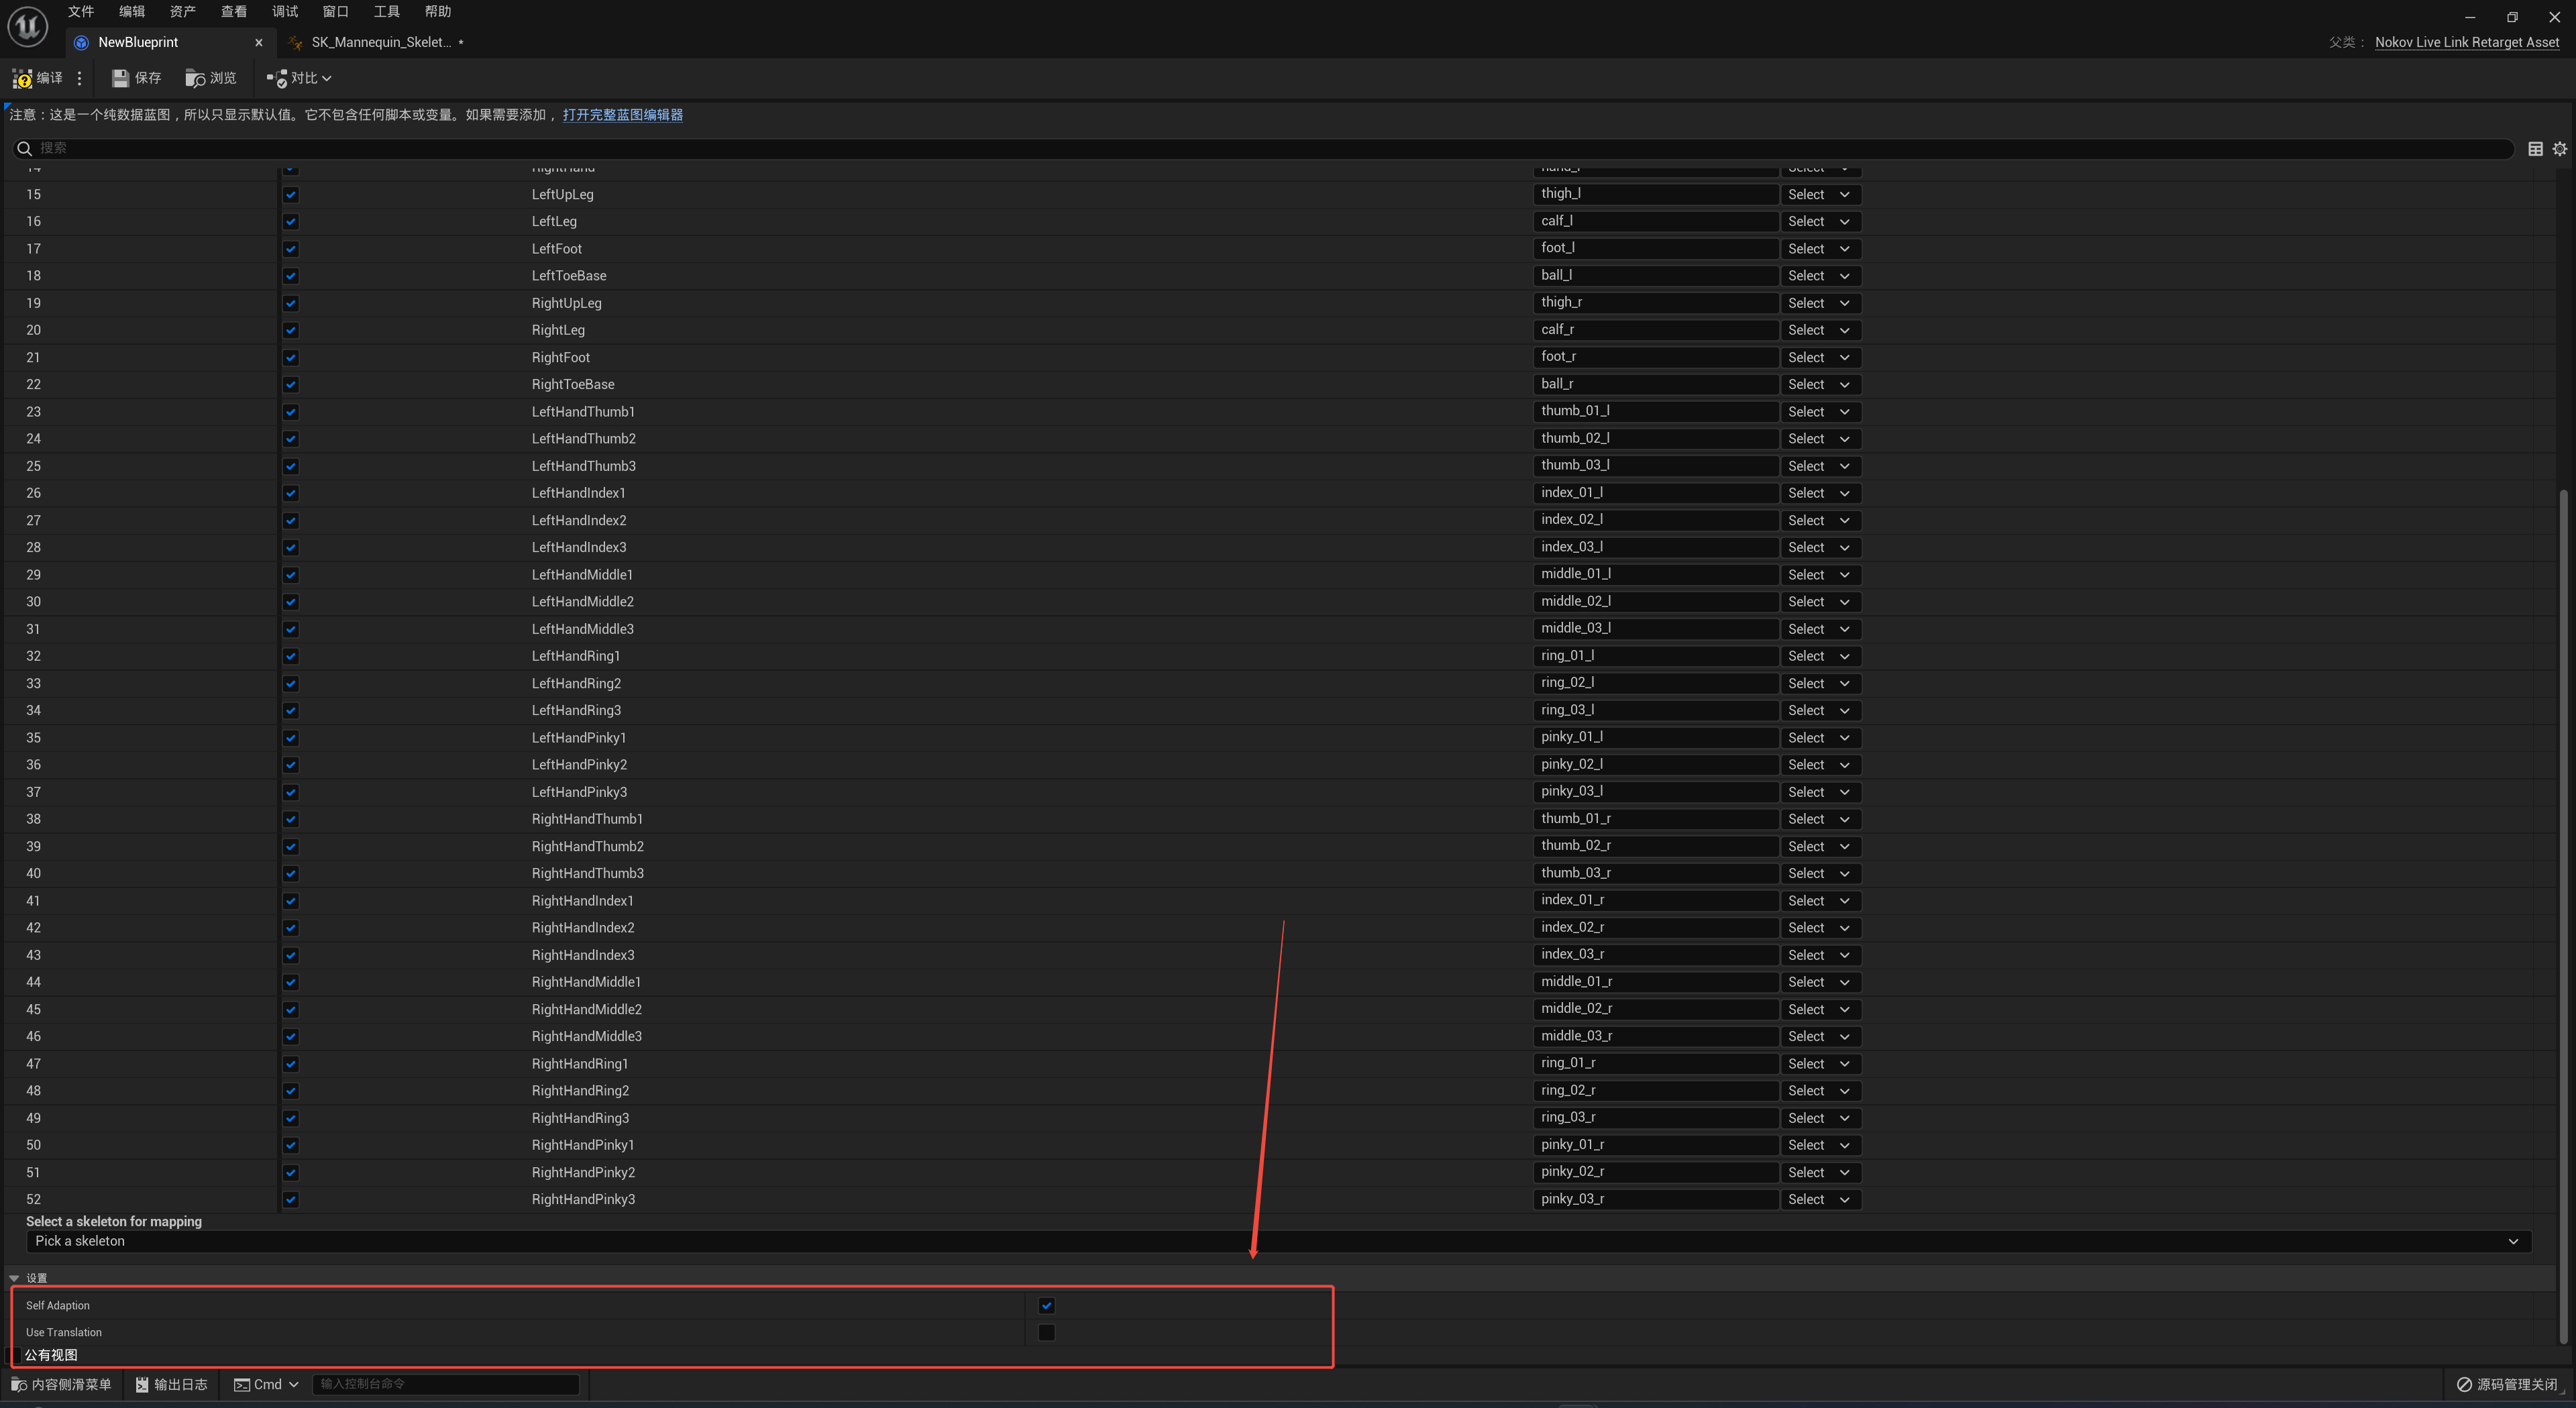 文件 编辑 资产 查看 调试 窗口 工具 帮助
NewBlueprint
SK_Mannequin_Skelet... *
父类： Nokov Live Link Retarget Asset
编译 保存 浏览 对比
注意：这是一个纯数据蓝图，所以只显示默认值。它不包含任何脚本或变量。如果需要添加， 打开完整蓝图编辑器
搜索
14 RightHand hand_r Select
15 LeftUpLeg thigh_l Select
16 LeftLeg calf_l Select
17 LeftFoot foot_l Select
18 LeftToeBase ball_l Select
19 RightUpLeg thigh_r Select
20 RightLeg calf_r Select
21 RightFoot foot_r Select
22 RightToeBase ball_r Select
23 LeftHandThumb1 thumb_01_l Select
24 LeftHandThumb2 thumb_02_l Select
25 LeftHandThumb3 thumb_03_l Select
26 LeftHandIndex1 index_01_l Select
27 LeftHandIndex2 index_02_l Select
28 LeftHandIndex3 index_03_l Select
29 LeftHandMiddle1 middle_01_l Select
30 LeftHandMiddle2 middle_02_l Select
31 LeftHandMiddle3 middle_03_l Select
32 LeftHandRing1 ring_01_l Select
33 LeftHandRing2 ring_02_l Select
34 LeftHandRing3 ring_03_l Select
35 LeftHandPinky1 pinky_01_l Select
36 LeftHandPinky2 pinky_02_l Select
37 LeftHandPinky3 pinky_03_l Select
38 RightHandThumb1 thumb_01_r Select
39 RightHandThumb2 thumb_02_r Select
40 RightHandThumb3 thumb_03_r Select
41 RightHandIndex1 index_01_r Select
42 RightHandIndex2 index_02_r Select
43 RightHandIndex3 index_03_r Select
44 RightHandMiddle1 middle_01_r Select
45 RightHandMiddle2 middle_02_r Select
46 RightHandMiddle3 middle_03_r Select
47 RightHandRing1 ring_01_r Select
48 RightHandRing2 ring_02_r Select
49 RightHandRing3 ring_03_r Select
50 RightHandPinky1 pinky_01_r Select
51 RightHandPinky2 pinky_02_r Select
52 RightHandPinky3 pinky_03_r Select
Select a skeleton for mapping
Pick a skeleton
设置
Self Adaption
Use Translation
公有视图
内容侧滑菜单 输出日志 Cmd 输入控制台命令 源码管理关闭